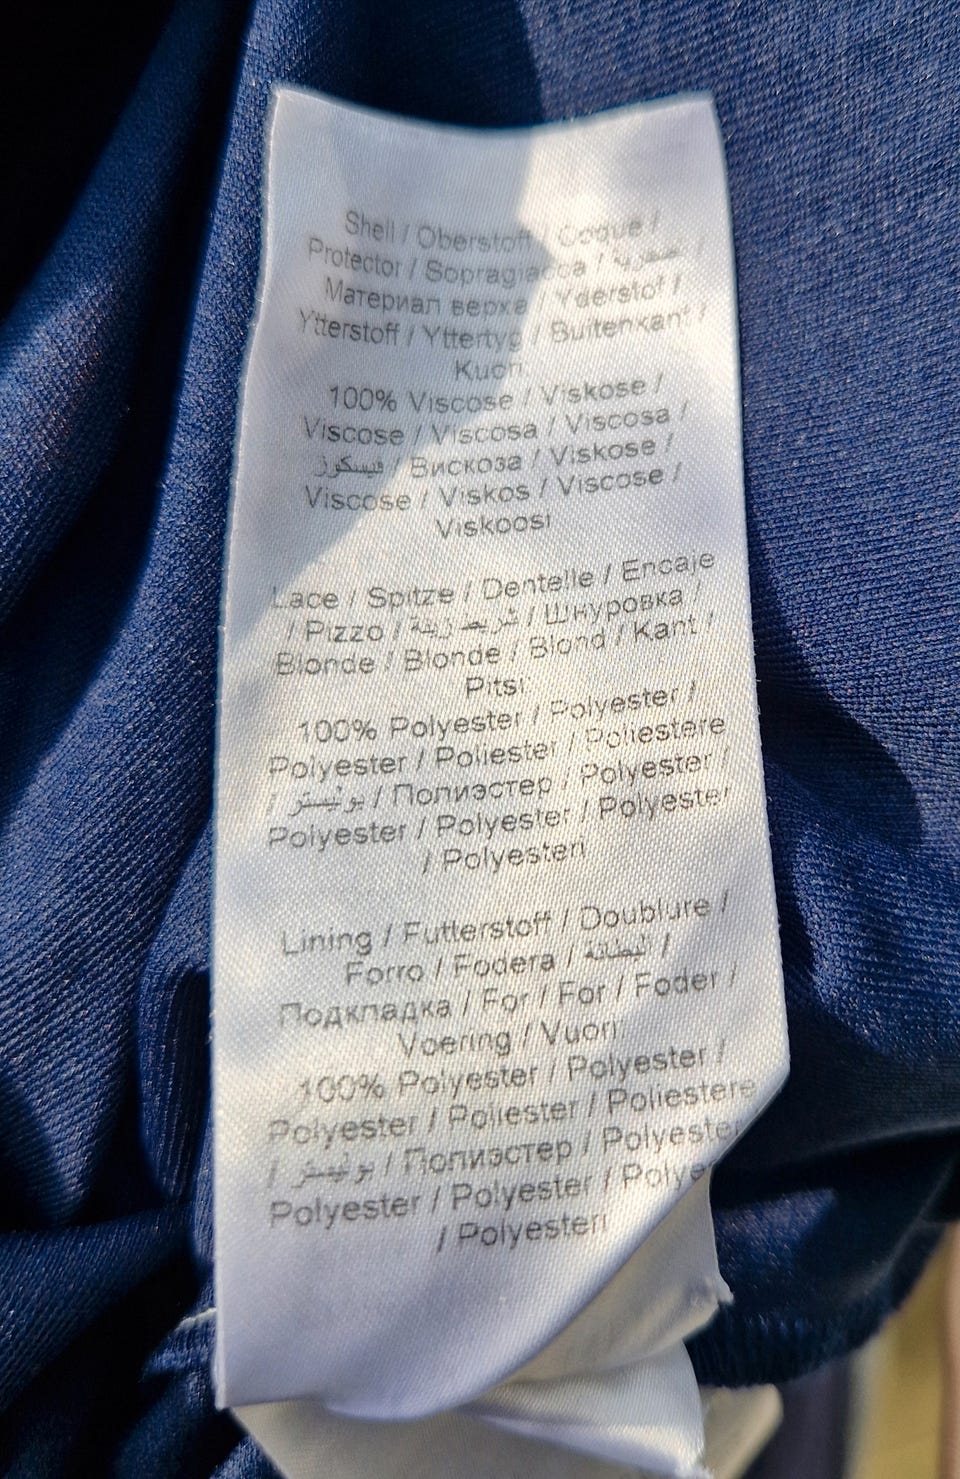 Shell / Oberstoff / Coque /
Protector / Sopragiacca / صهرية /
Материал верха / Yderstof /
Ytterstoff / Yttertyg / Buitenkant /
Kuori
100% Viscose / Viskose /
Viscose / Viscosa / Viscosa /
فيسكوز / Вискоза / Viskose /
Viscose / Viskos / Viscose /
Viskoosi
Lace / Spitze / Dentelle / Encaje
/ Pizzo / شريط زينة / Шнуровка /
Blonde / Blonde / Blond / Kant /
Pitsi
100% Polyester / Polyester /
Polyester / Poliester / Poliestere
/ بوليستر / Полиэстер / Polyester /
Polyester / Polyester / Polyester
/ Polyesteri
Lining / Futterstoff / Doublure /
Forro / Fodera / البطانة /
Подкладка / For / For / Foder /
Voering / Vuori
100% Polyester / Polyester /
Polyester / Poliester / Poliestere
/ بوليستر / Полиэстер / Polyester
Polyester / Polyester / Polyes
/ Polyesteri